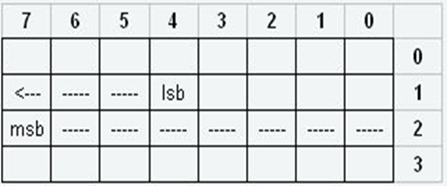 7 6 5 4 3 2 1 0
0
<--- ----- ----- lsb 1
msb ----- ----- ----- ----- ----- ----- ----- 2
3